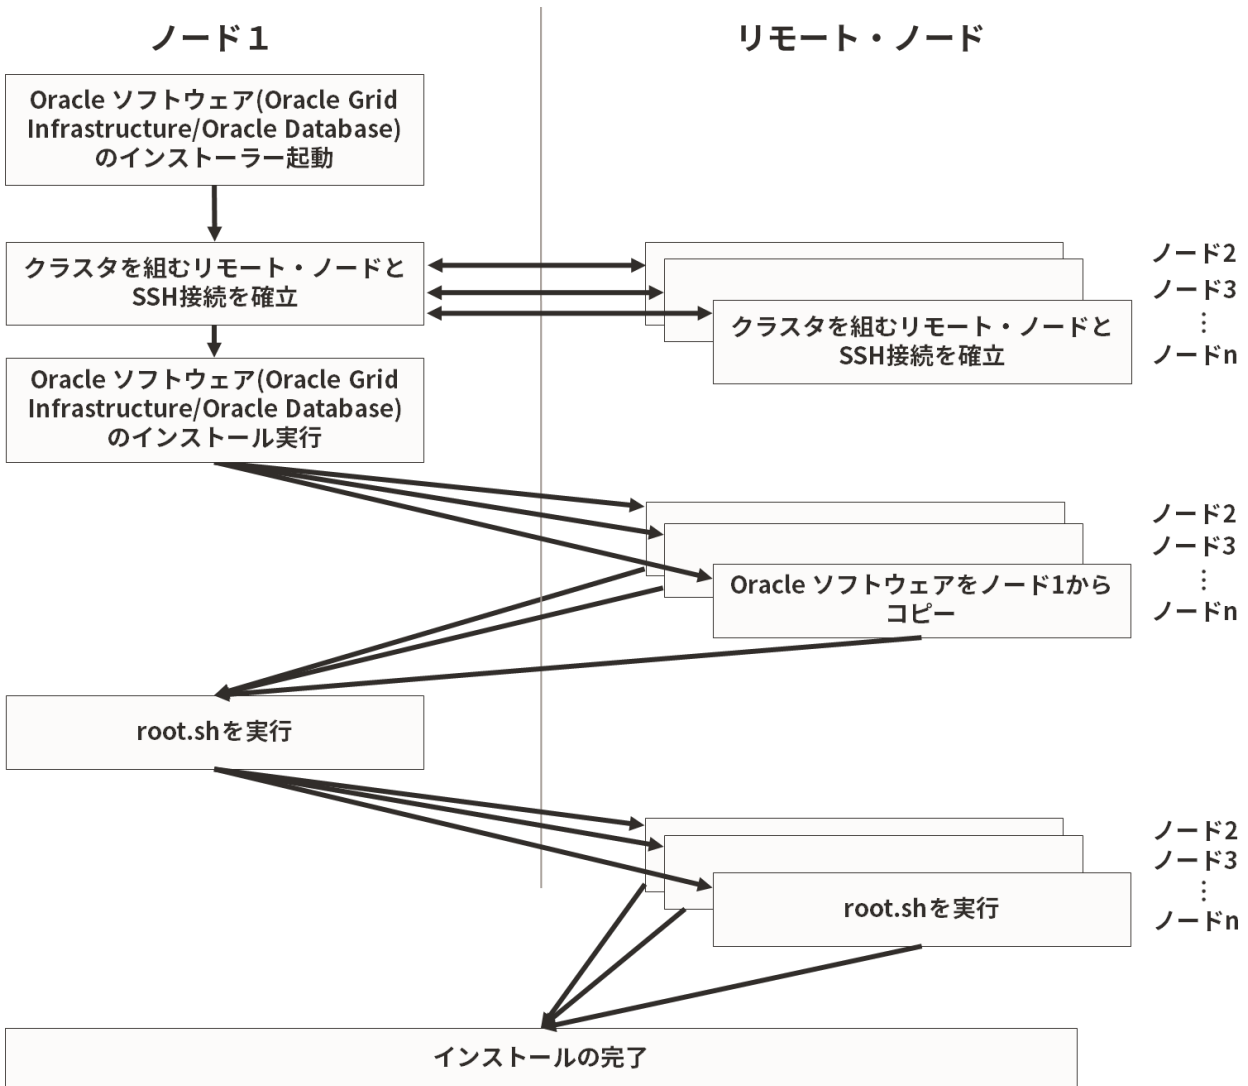 ノード１
リモート・ノード
Oracle ソフトウェア(Oracle Grid
Infrastructure/Oracle Database)
のインストーラー起動
クラスタを組むリモート・ノードと
SSH接続を確立
クラスタを組むリモート・ノードと
SSH接続を確立
ノード2
ノード3
⋮
ノードn
Oracle ソフトウェア(Oracle Grid
Infrastructure/Oracle Database)
のインストール実行
Oracle ソフトウェアをノード1から
コピー
ノード2
ノード3
⋮
ノードn
root.shを実行
root.shを実行
ノード2
ノード3
⋮
ノードn
インストールの完了